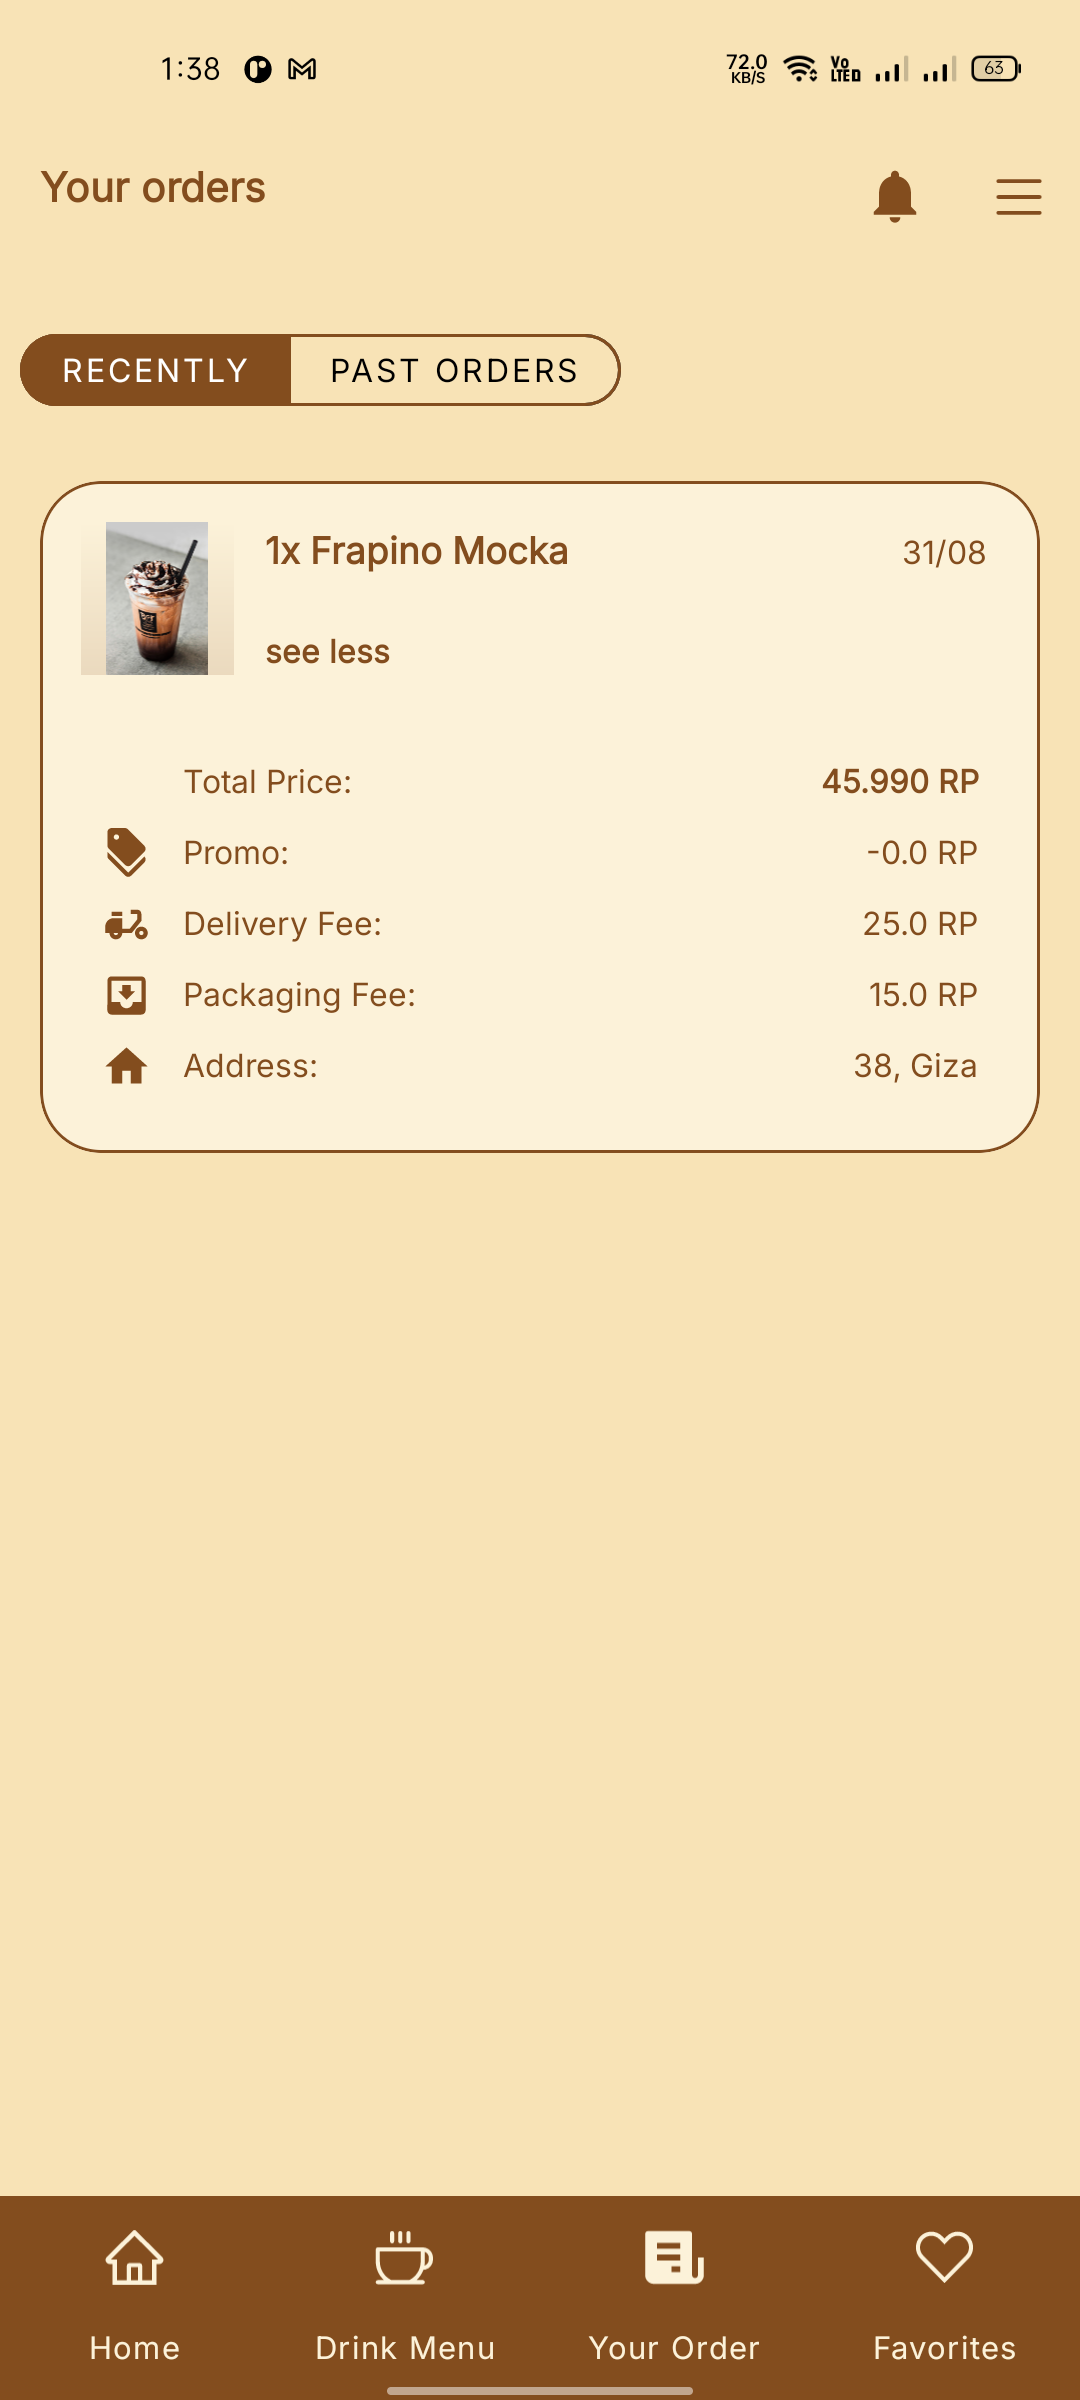 1:38
72.0
KB/S
Vo
LTE
63
Your orders
RECENTLY
PAST ORDERS
1x Frapino Mocka
31/08
see less
Total Price:
45.990 RP
Promo:
-0.0 RP
Delivery Fee:
25.0 RP
Packaging Fee:
15.0 RP
Address:
38, Giza
Home
Drink Menu
Your Order
Favorites